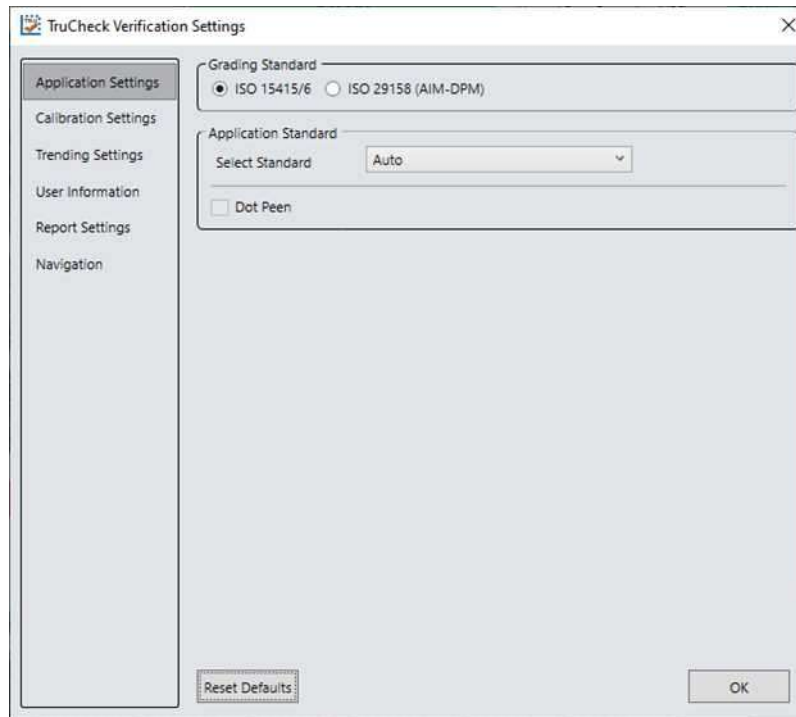 TruCheck Verification Settings
Application Settings
Calibration Settings
Trending Settings
User Information
Report Settings
Navigation
Grading Standard
ISO 15415/6 ISO 29158 (AIM-DPM)
Application Standard
Select Standard Auto
Dot Peen
Reset Defaults OK